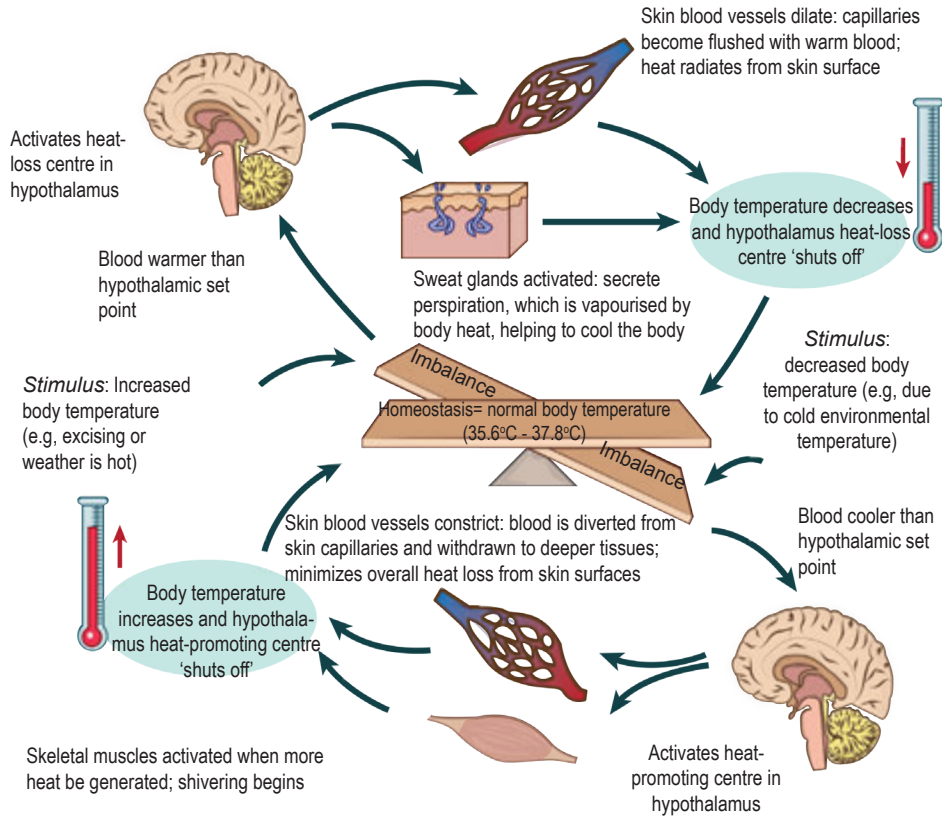 Skin blood vessels dilate: capillaries
become flushed with warm blood;
heat radiates from skin surface
Activates heat-
loss centre in
hypothalamus
Body temperature decreases
and hypothalamus heat-loss
centre ‘shuts off’
Blood warmer than
hypothalamic set
point
Sweat glands activated: secrete
perspiration, which is vapourised by
body heat, helping to cool the body
Stimulus: Increased
body temperature
(e.g, excising or
weather is hot)
Imbalance
Homeostasis= normal body temperature
(35.6°C - 37.8°C)
Imbalance
Stimulus:
decreased body
temperature (e.g, due
to cold environmental
temperature)
Skin blood vessels constrict: blood is diverted from
skin capillaries and withdrawn to deeper tissues;
minimizes overall heat loss from skin surfaces
Blood cooler than
hypothalamic set
point
Body temperature
increases and hypothala-
mus heat-promoting centre
‘shuts off’
Skeletal muscles activated when more
heat be generated; shivering begins
Activates heat-
promoting centre in
hypothalamus